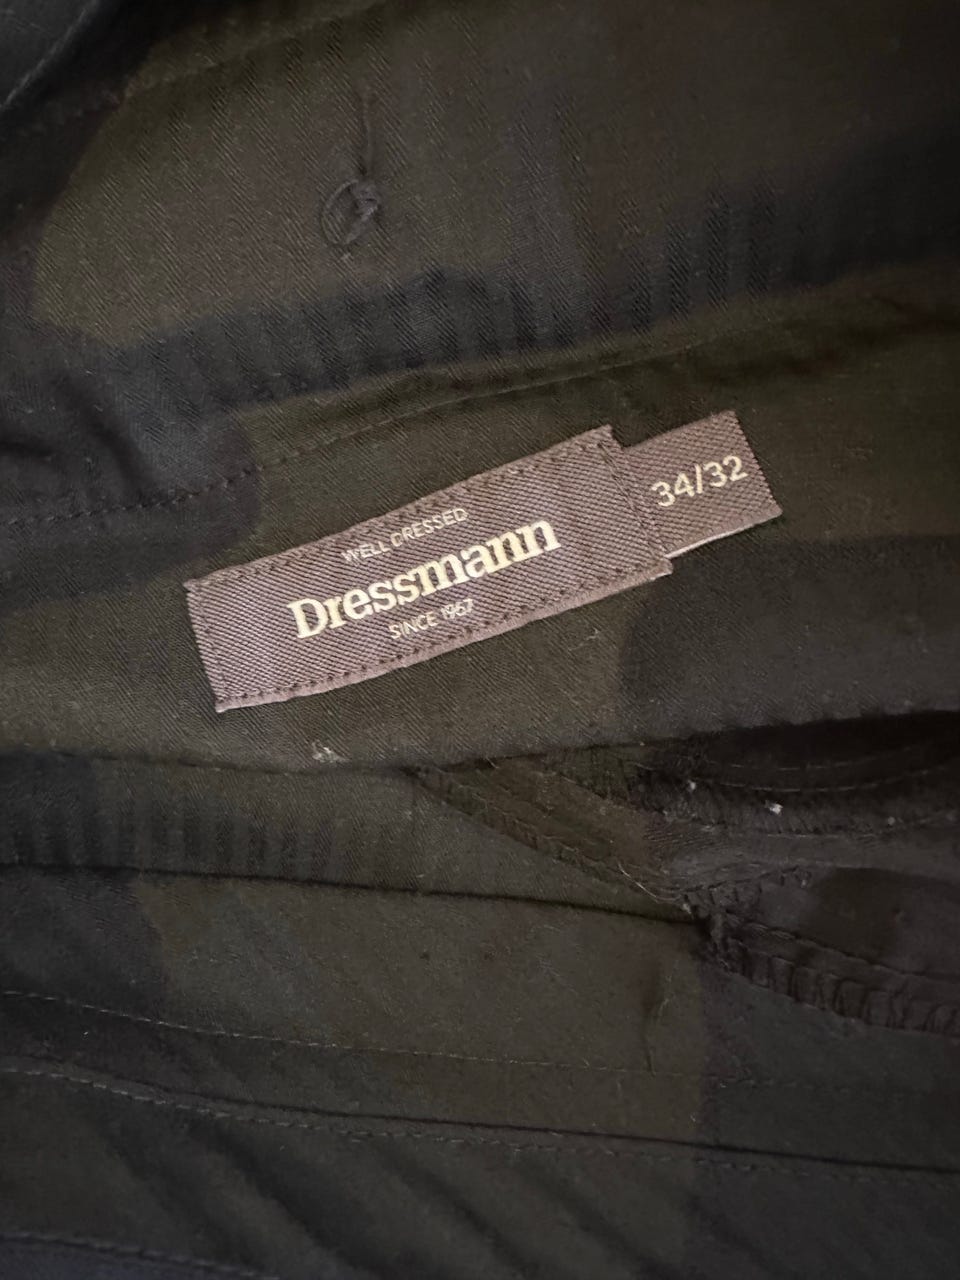 WELL DRESSED
Dressmann
SINCE 1967
34/32